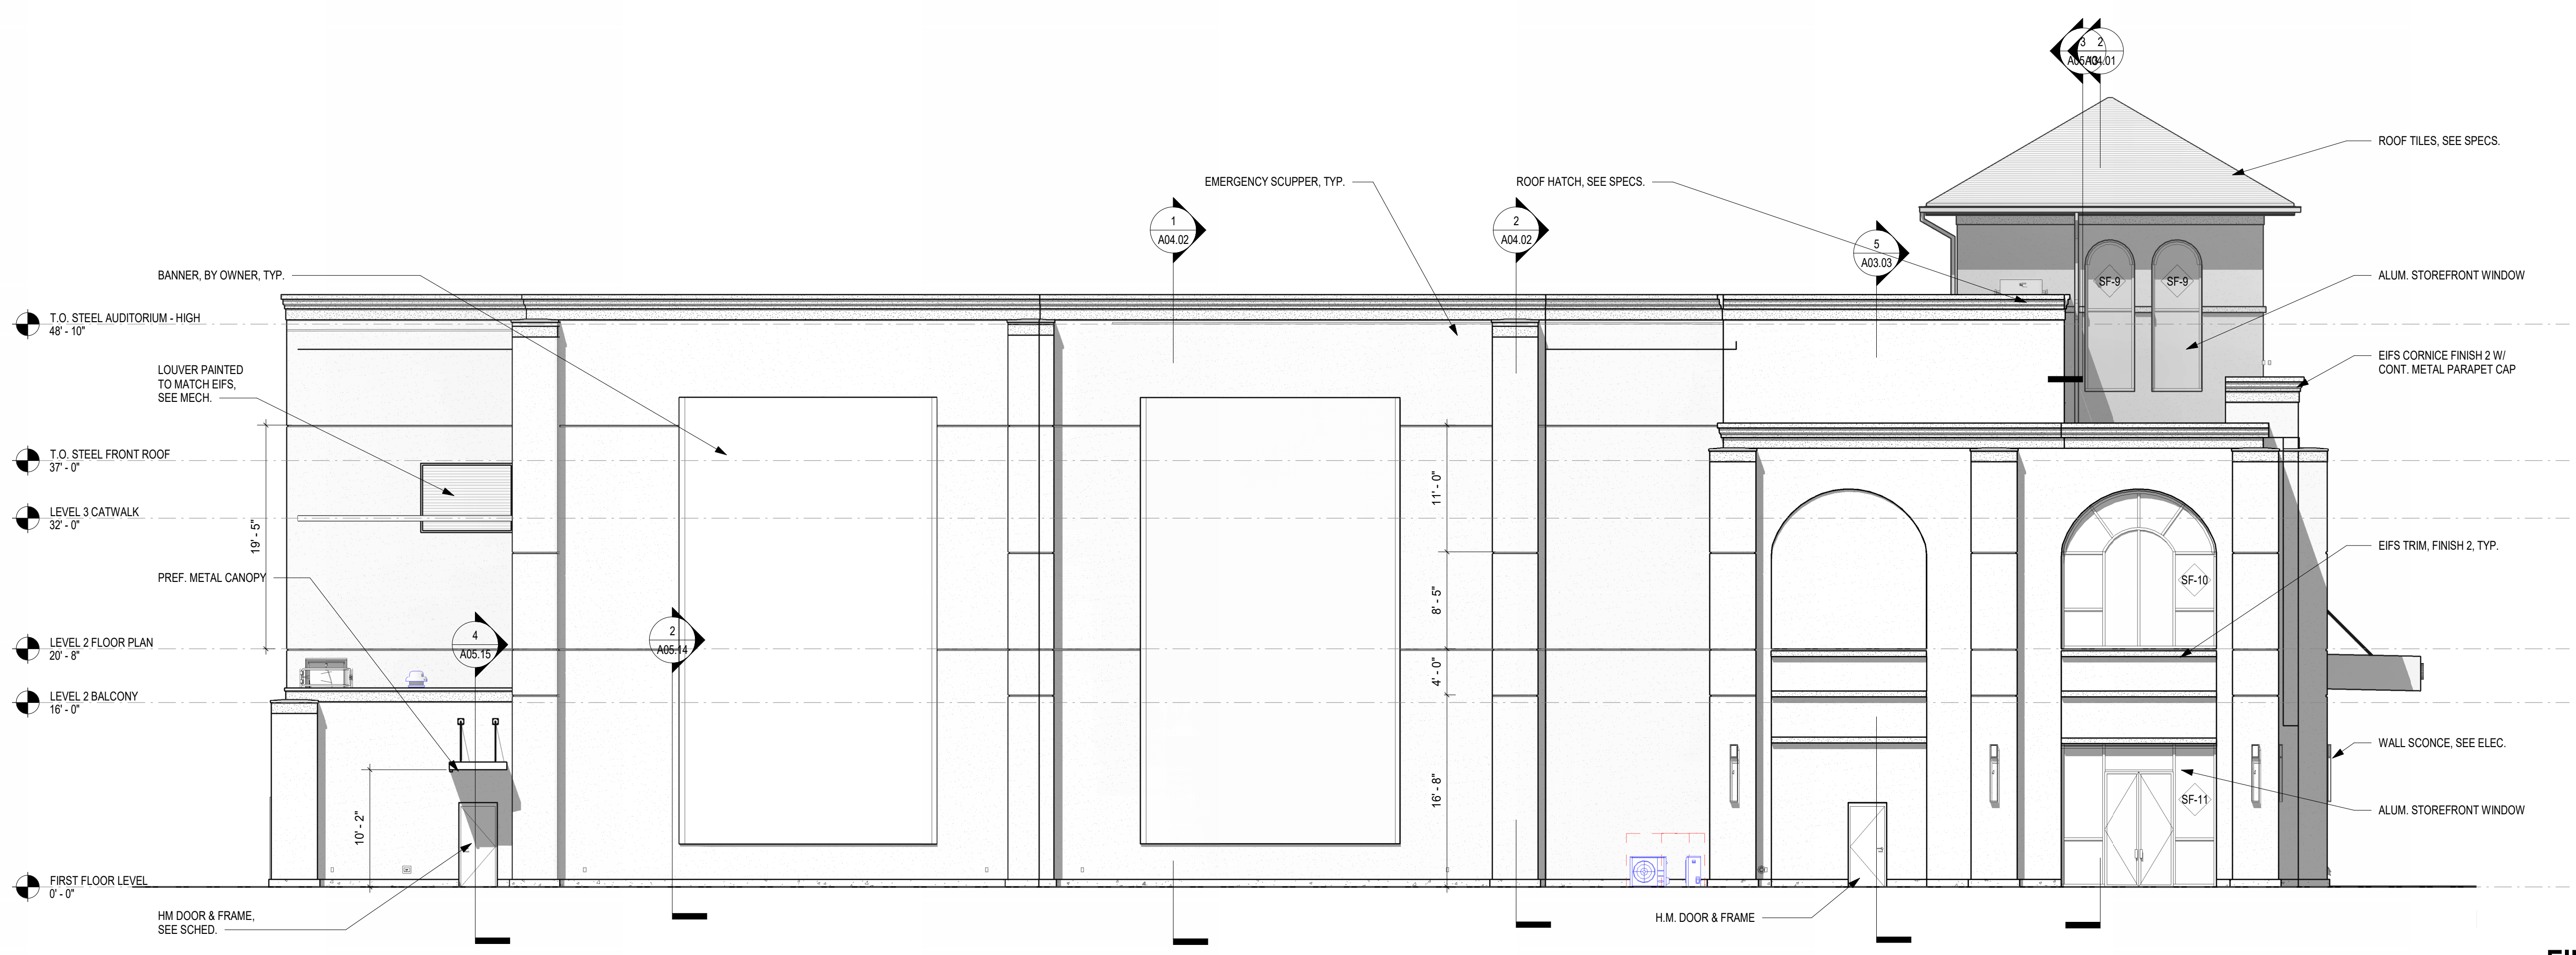 3 2
A04.01
ROOF TILES, SEE SPECS.
EMERGENCY SCUPPER, TYP.
ROOF HATCH, SEE SPECS.
1
A04.02
2
A04.02
5
A03.03
BANNER, BY OWNER, TYP.
SF-9
SF-9
ALUM. STOREFRONT WINDOW
T.O. STEEL AUDITORIUM - HIGH
48' - 10"
EIFS CORNICE FINISH 2 W/
CONT. METAL PARAPET CAP
LOUVER PAINTED
TO MATCH EIFS,
SEE MECH.
T.O. STEEL FRONT ROOF
37' - 0"
11' - 0"
LEVEL 3 CATWALK
32' - 0"
19' - 5"
EIFS TRIM, FINISH 2, TYP.
PREF. METAL CANOPY
SF-10
8' - 5"
4
A05.15
2
A05.14
LEVEL 2 FLOOR PLAN
20' - 8"
4' - 0"
LEVEL 2 BALCONY
16' - 0"
WALL SCONCE, SEE ELEC.
16' - 8"
SF-11
ALUM. STOREFRONT WINDOW
10' - 2"
FIRST FLOOR LEVEL
0' - 0"
HM DOOR & FRAME,
SEE SCHED.
H.M. DOOR & FRAME